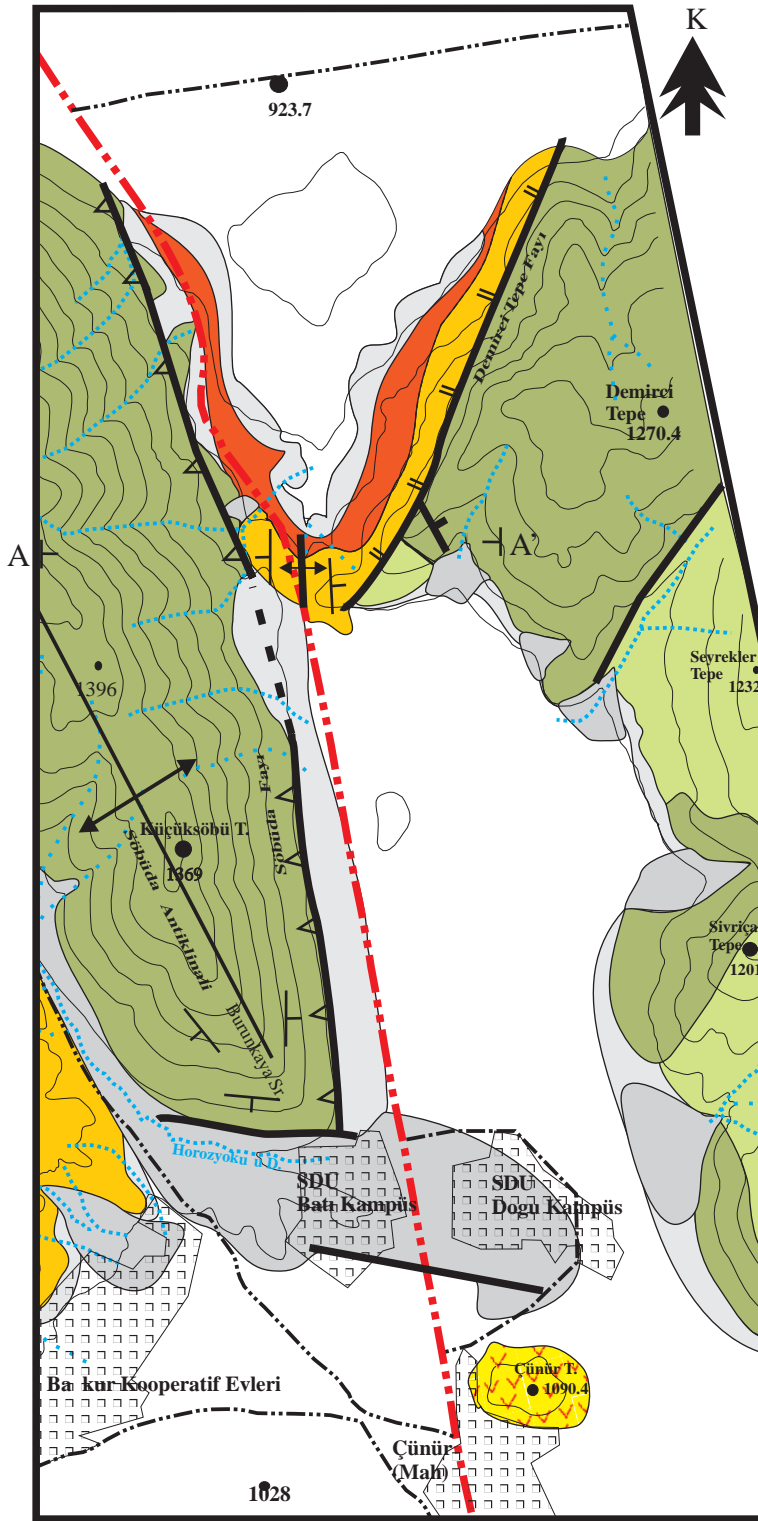 K
923.7
Demirci Tepe Fayı
Demirci
Tepe
1270.4
A
A'
1396
Seyrekler
Tepe
1232
Söbüda Fayı
Küçüksöbü T.
1369
Söbüda Antiklinali
Sivriça
Tepe
1201
Burunkaya Sr.
Horozyoku u D.
SDU
Batı Kampüs
SDU
Dogu Kampüs
Çünür T.
1090.4
Ba kur Kooperatif Evleri
Çünür
(Mah)
1028